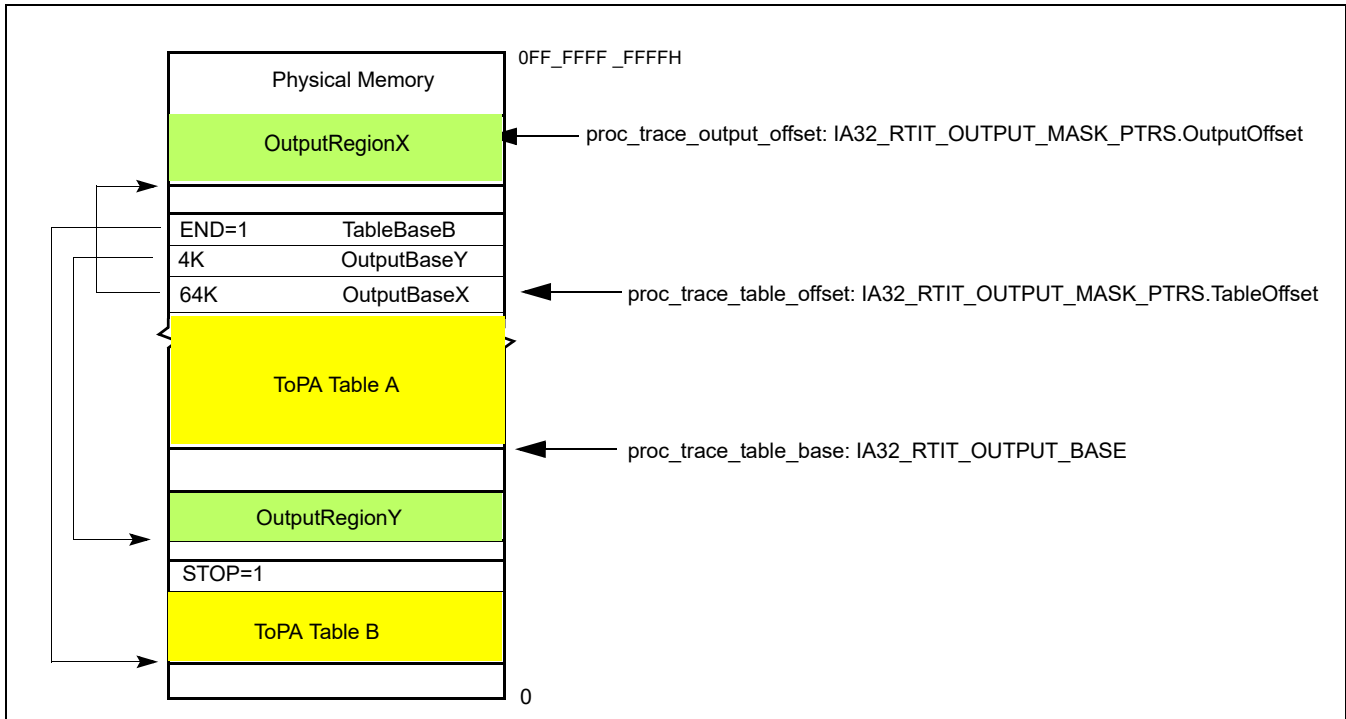 0FF_FFFF _FFFFH
Physical Memory
OutputRegionX
proc_trace_output_offset: IA32_RTIT_OUTPUT_MASK_PTRS.OutputOffset
END=1 TableBaseB
4K OutputBaseY
64K OutputBaseX
proc_trace_table_offset: IA32_RTIT_OUTPUT_MASK_PTRS.TableOffset
ToPA Table A
proc_trace_table_base: IA32_RTIT_OUTPUT_BASE
OutputRegionY
STOP=1
ToPA Table B
0